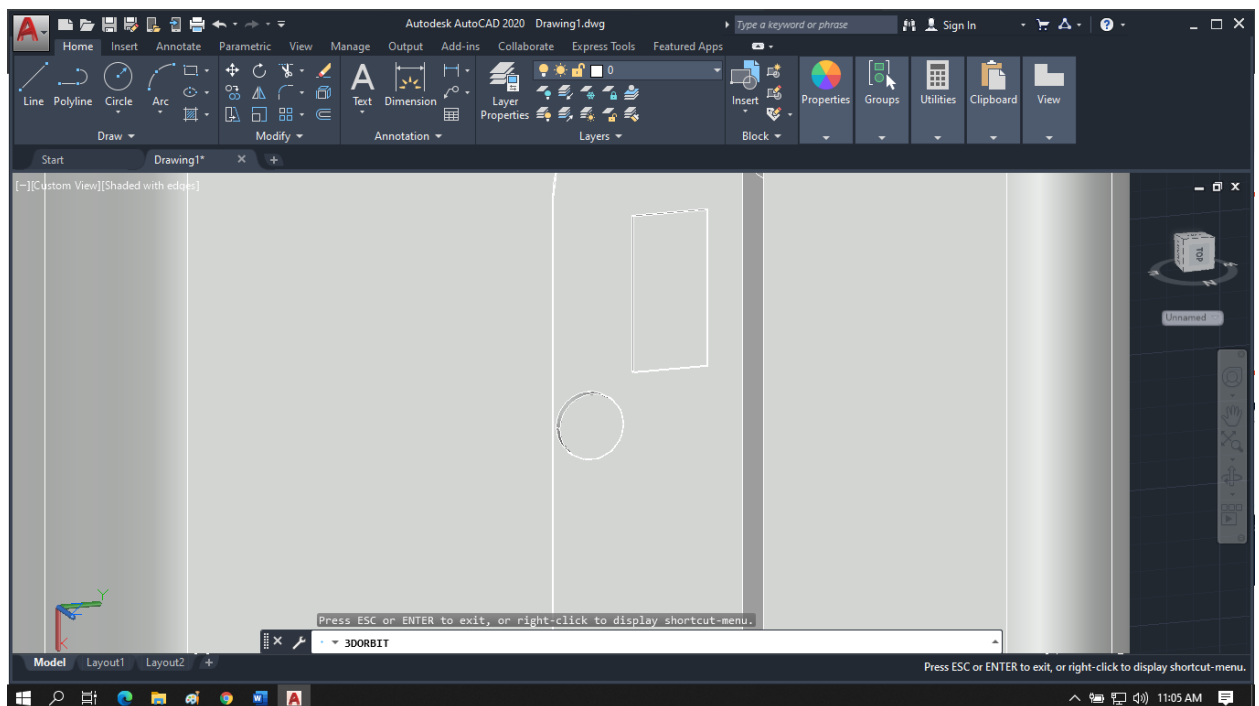 Autodesk AutoCAD 2020 Drawing1.dwg
Type a keyword or phrase
Sign In
Home Insert Annotate Parametric View Manage Output Add-ins Collaborate Express Tools Featured Apps
0
Line Polyline Circle Arc
Text Dimension
Layer
Properties
Insert
Properties Groups Utilities Clipboard View
Draw Modify Annotation Layers Block
Start Drawing1* +
[−][Custom View][Shaded with edges]
TOP
N
Unnamed
Y
X
Press ESC or ENTER to exit, or right-click to display shortcut-menu.
3DORBIT
Model Layout1 Layout2 +
Press ESC or ENTER to exit, or right-click to display shortcut-menu.
11:05 AM